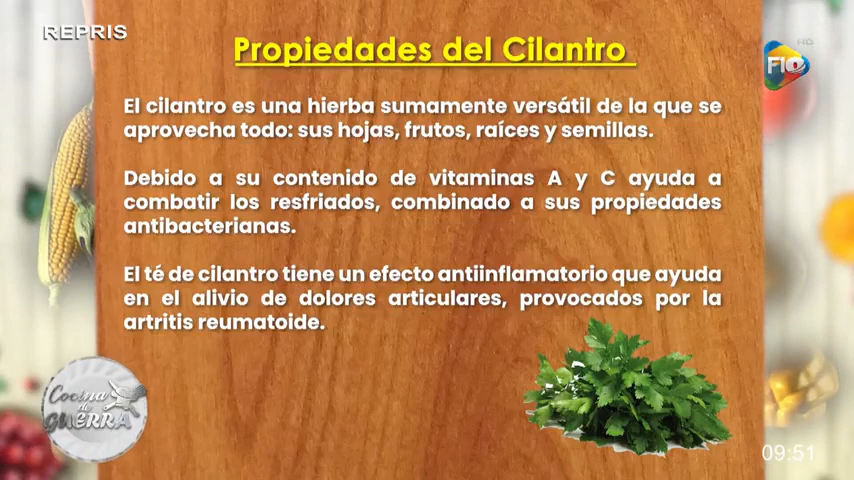 REPRIS
Propiedades del Cilantro
HD
F10
El cilantro es una hierba sumamente versátil de la que se
aprovecha todo: sus hojas, frutos, raíces y semillas.
Debido a su contenido de vitaminas A y C ayuda a
combatir los resfriados, combinado a sus propiedades
antibacterianas.
El té de cilantro tiene un efecto antiinflamatorio que ayuda
en el alivio de dolores articulares, provocados por la
artritis reumatoide.
Cocina
de
GUERRA
09:51